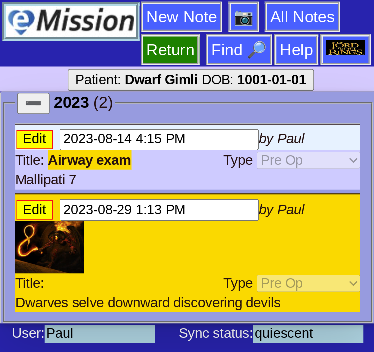 eMission
New Note
All Notes
Return
Find
Help
THE LORD OF THE RINGS
Patient: Dwarf Gimli DOB: 1001-01-01
2023 (2)
Edit 2023-08-14 4:15 PM by Paul
Title: Airway exam Type Pre Op
Mallipati 7
Edit 2023-08-29 1:13 PM by Paul
Title: Type Pre Op
Dwarves selve downward discovering devils
User: Paul Sync status: quiescent